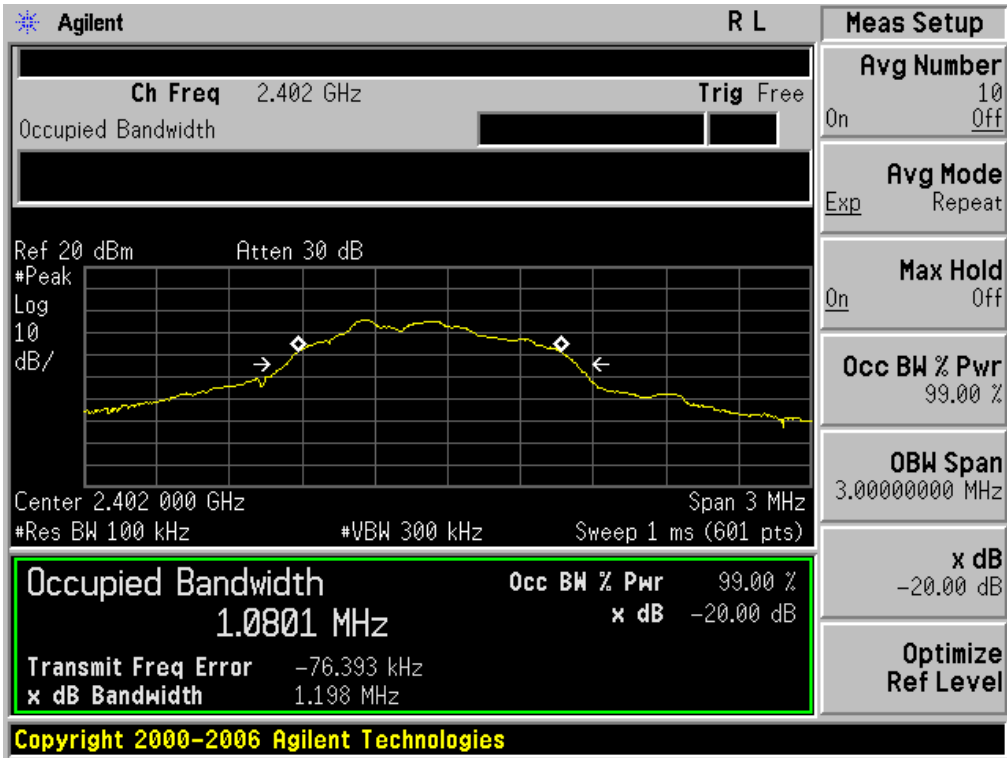 Agilent R L
Ch Freq 2.402 GHz Trig Free
Occupied Bandwidth
Ref 20 dBm Atten 30 dB
#Peak
Log
10
dB/
Center 2.402 000 GHz Span 3 MHz
#Res BW 100 kHz #VBW 300 kHz Sweep 1 ms (601 pts)
Occupied Bandwidth Occ BW % Pwr 99.00 %
1.0801 MHz x dB -20.00 dB
Transmit Freq Error -76.393 kHz
x dB Bandwidth 1.198 MHz
Copyright 2000-2006 Agilent Technologies
Meas Setup
Avg Number
10
On Off
Avg Mode
Exp Repeat
Max Hold
On Off
Occ BW % Pwr
99.00 %
OBW Span
3.00000000 MHz
x dB
-20.00 dB
Optimize
Ref Level